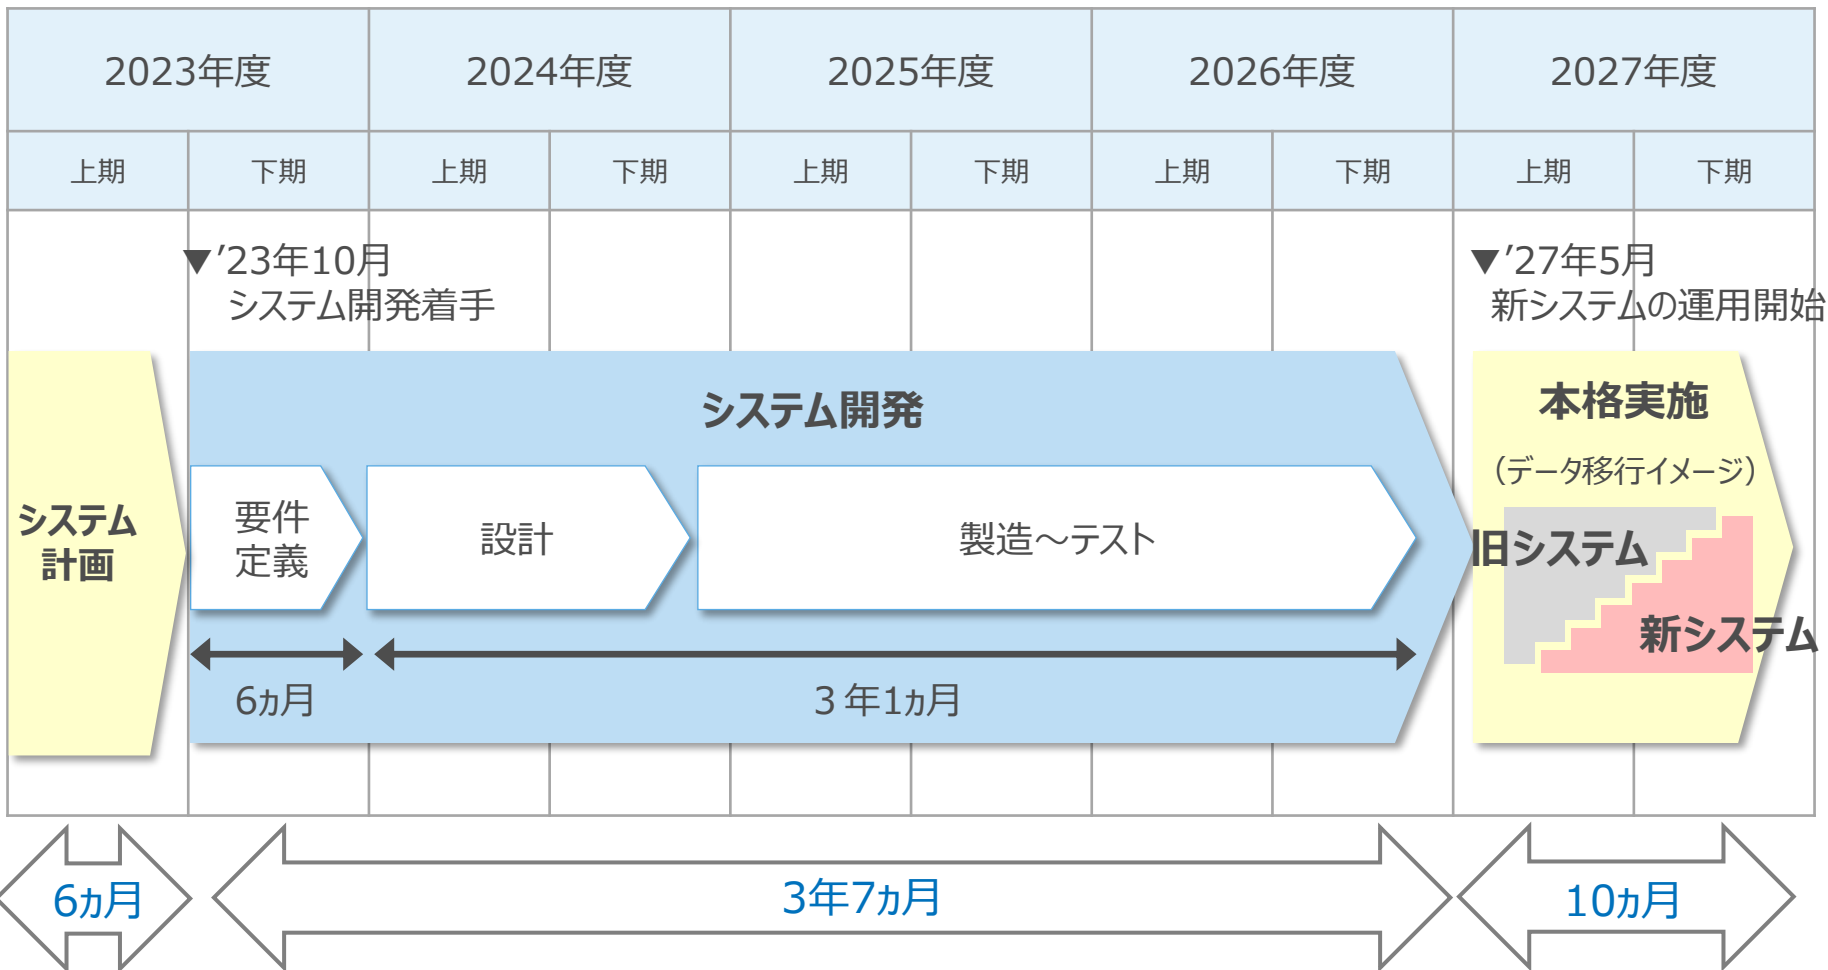 2023年度 2024年度 2025年度 2026年度 2027年度
上期 下期 上期 下期 上期 下期 上期 下期 上期 下期
▼'23年10月
システム開発着手
▼'27年5月
新システムの運用開始
システム
計画
システム開発
要件
定義
設計
製造～テスト
6ヵ月
3年1ヵ月
本格実施
（データ移行イメージ）
旧システム
新システム
6ヵ月
3年7ヵ月
10ヵ月